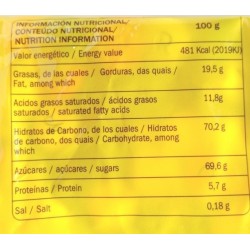 INFORMACIÓN NUTRICIONAL/
CONTEÚDO NUTRICIONAL/
NUTRITION INFORMATION
100 g
Valor energético / Energy value
481 Kcal (2019KJ)
Grasas, de las cuales / Gorduras, das quais /
Fat, among which
19,5 g
Ácidos grasos saturados / ácidos gordos
saturados / saturated fatty acids
11,8g
Hidratos de Carbono, de los cuales / Hidratos
de carbono, dos quais / Carbohydrate, among
which
70,2 g
Azúcares / açúcares / sugars
69,6 g
Proteínas / Protein
5,7 g
Sal / Salt
0,18 g